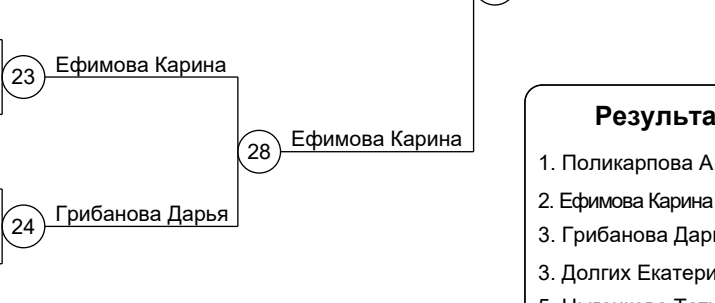 23
Ефимова Карина
28
Ефимова Карина
24
Грибанова Дарья
Результа
1. Поликарпова А
2. Ефимова Карина
3. Грибанова Дарь
3. Долгих Екатери